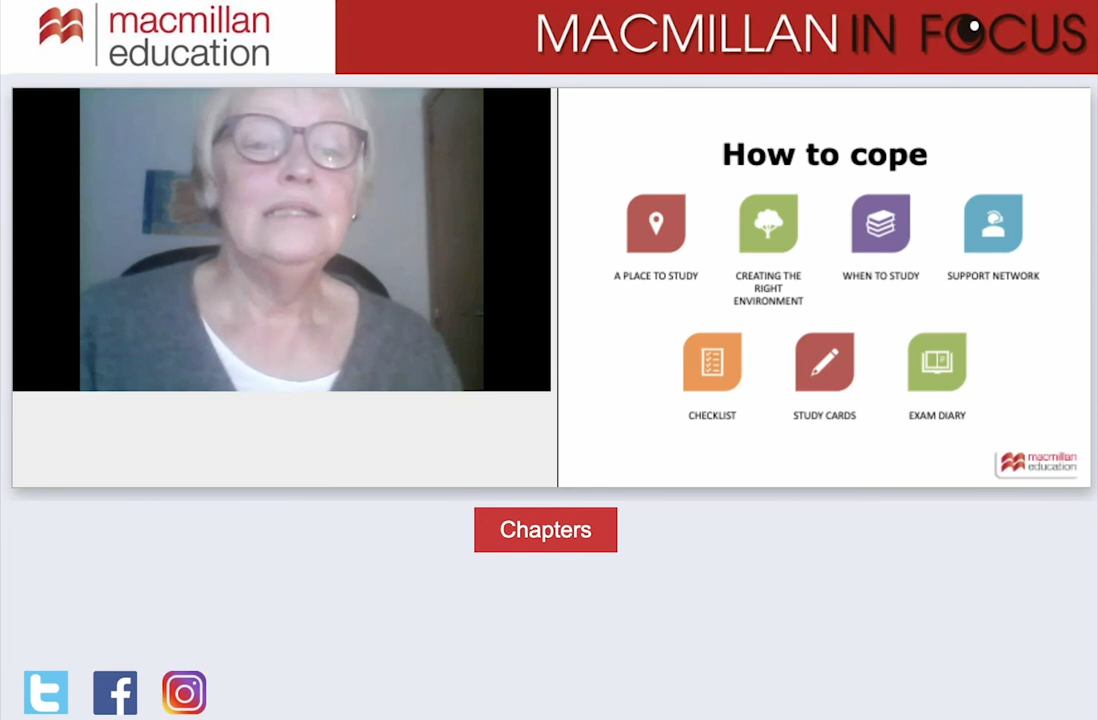 macmillan
education
MACMILLAN IN FOCUS
How to cope
A PLACE TO STUDY
CREATING THE
RIGHT
ENVIRONMENT
WHEN TO STUDY
SUPPORT NETWORK
CHECKLIST
STUDY CARDS
EXAM DIARY
macmillan
education
Chapters